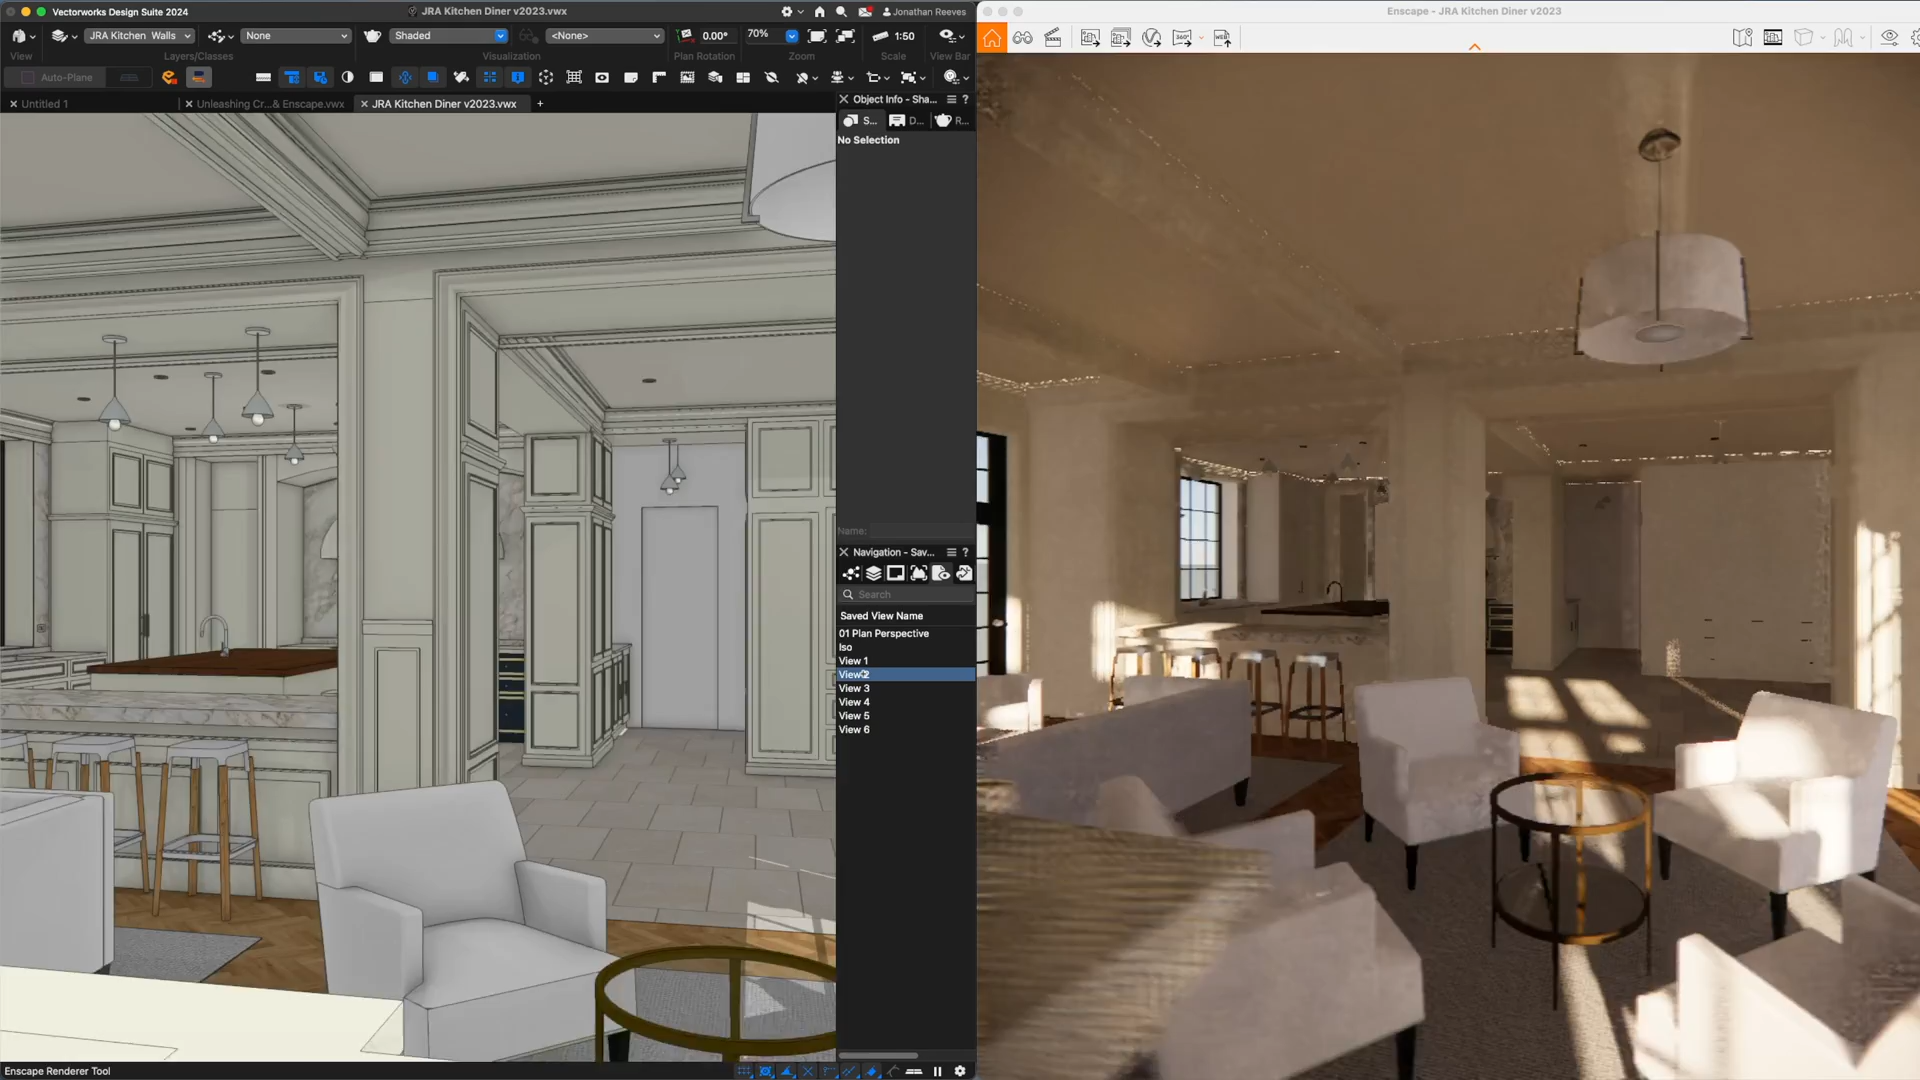 Vectorworks Design Suite 2024
JRA Kitchen Diner v2023.vwx
Jonathan Reeves
Enscape - JRA Kitchen Diner v2023
JRA Kitchen Walls
None
Shaded
<None>
0.00°
70%
1:50
View
Layers/Classes
Visualization
Plan Rotation
Zoom
Scale
View Bar
Auto-Plane
Untitled 1
Unleashing Cr...& Enscape.vwx
JRA Kitchen Diner v2023.vwx
+
Object Info - Sha...
?
S...
D...
R...
No Selection
Name:
Navigation - Sav...
?
Search
Saved View Name
01 Plan Perspective
Iso
View 1
View 2
View 3
View 4
View 5
View 6
Enscape Renderer Tool
360°
WEB